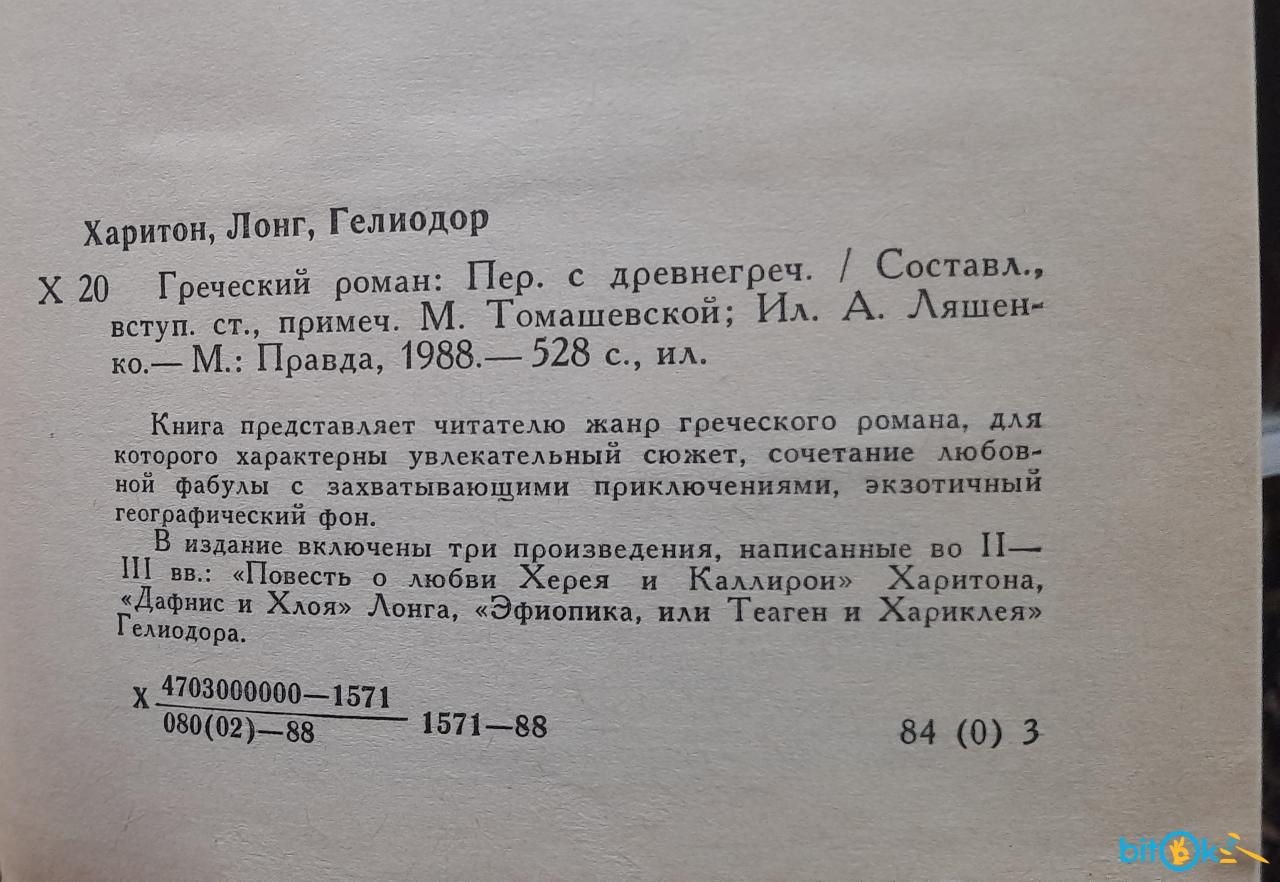 Харитон, Лонг, Гелиодор
Х 20 Греческий роман: Пер. с древнегреч. / Составл.,
вступ. ст., примеч. М. Томашевской; Ил. А. Ляшен-
ко.— М.: Правда, 1988.— 528 с., ил.
Книга представляет читателю жанр греческого романа, для
которого характерны увлекательный сюжет, сочетание любов-
ной фабулы с захватывающими приключениями, экзотичный
географический фон.
В издание включены три произведения, написанные во II—
III вв.: «Повесть о любви Херея и Каллирои» Харитона,
«Дафнис и Хлоя» Лонга, «Эфиопика, или Теаген и Хариклея»
Гелиодора.
Х 4703000000—1571
080(02)—88 1571—88 84 (0) 3
bitOk